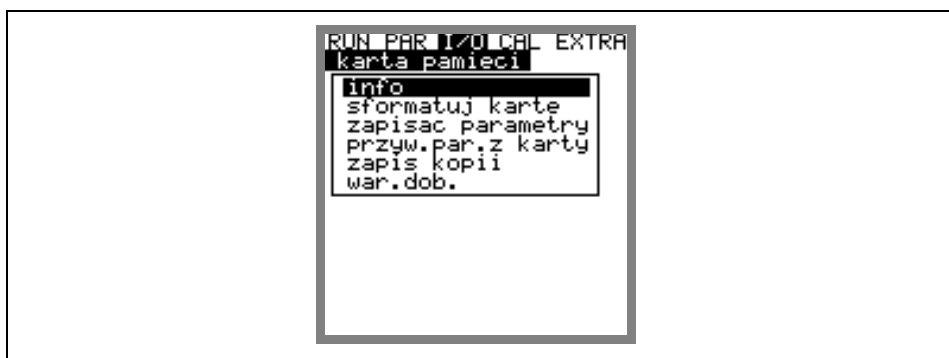 RUN PAR I/O CAL EXTRA
karta pamieci
info
sformatuj karte
zapisac parametry
przyw.par.z karty
zapis kopii
war.dob.